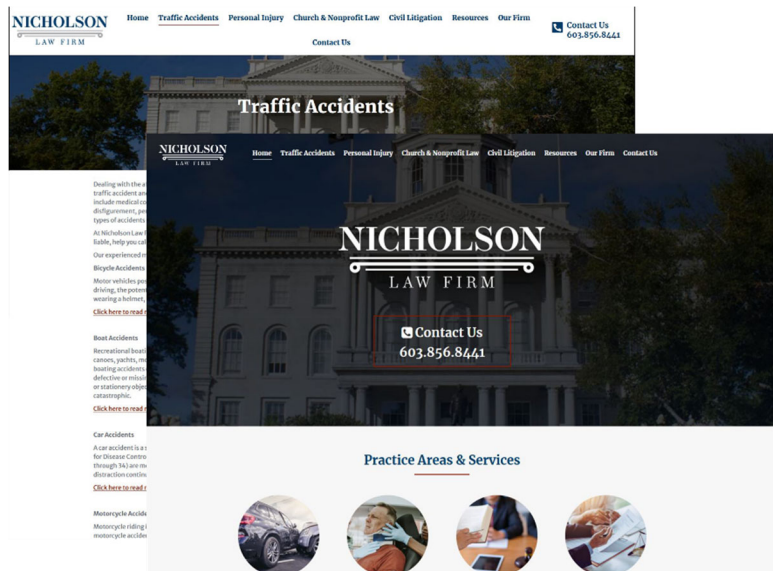 NICHOLSON
LAW FIRM
Home Traffic Accidents Personal Injury Church & Nonprofit Law Civil Litigation Resources Our Firm
Contact Us
Contact Us
603.856.8441
Traffic Accidents
NICHOLSON
LAW FIRM
Home Traffic Accidents Personal Injury Church & Nonprofit Law Civil Litigation Resources Our Firm Contact Us
NICHOLSON
LAW FIRM
Contact Us
603.856.8441
Practice Areas & Services
Dealing with the a
traffic accident an
include medical co
disfigurement, pe
types of accidents
At Nicholson Law F
liable, help you cal
Our experienced m
Bicycle Accidents
Motor vehicles po
driving, the poten
wearing a helmet,
Click here to read
Boat Accidents
Recreational boati
canoes, yachts, m
boating accidents
defective or missi
or stationery obje
catastrophic.
Click here to read
Car Accidents
A car accident is a
for Disease Contro
through 34) are m
distraction contin
Click here to read
Motorcycle Accide
Motorcycle riding i
motorcycle accide